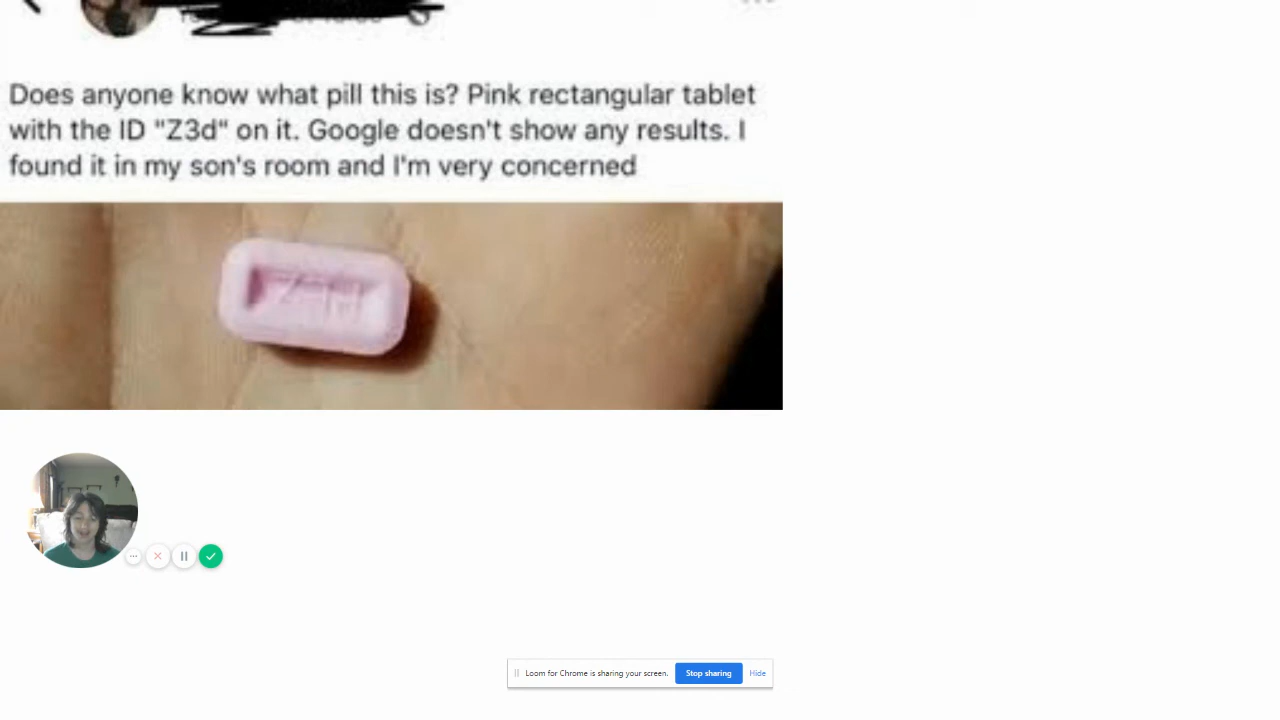 Does anyone know what pill this is? Pink rectangular tablet
with the ID "Z3d" on it. Google doesn't show any results. I
found it in my son's room and I'm very concerned
Loom for Chrome is sharing your screen. Stop sharing Hide